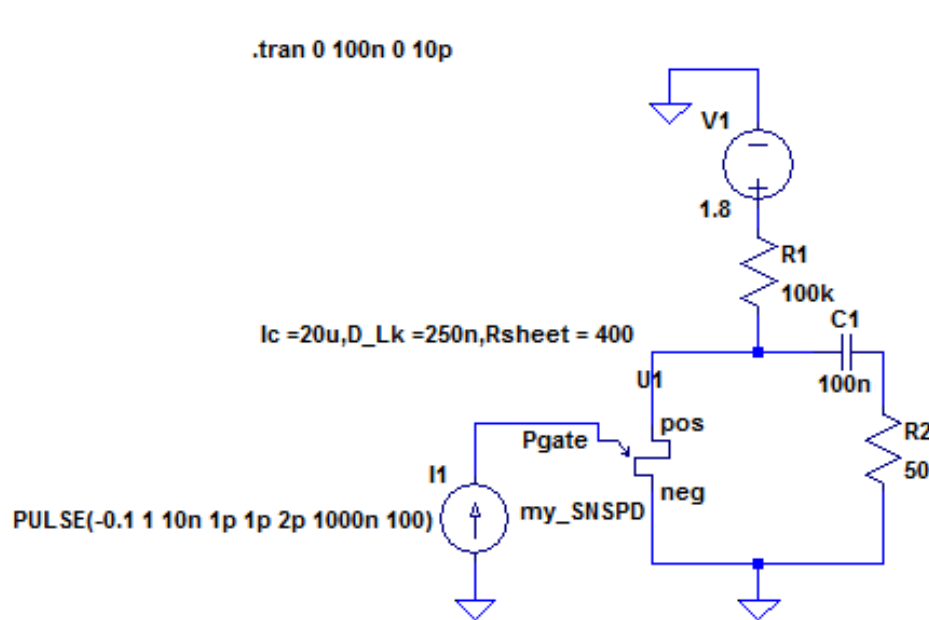 .tran 0 100n 0 10p
V1
1.8
R1
100k
Ic =20u,D_Lk =250n,Rsheet = 400
C1
100n
U1
pos
R2
50
Pgate
I1
neg
my_SNSPD
PULSE(-0.1 1 10n 1p 1p 2p 1000n 100)